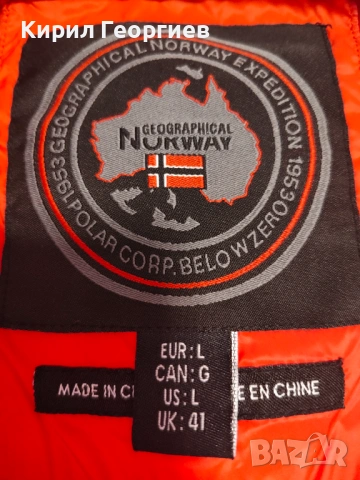 Кирил Георгиев
GEOGRAPHICAL NORWAY EXPEDITION 1953
1953 POLAR CORP. BELOW ZERO
GEOGRAPHICAL
NORWAY
EUR: L
CAN: G
US: L
UK: 41
MADE IN C
E EN CHINE
BAZAR